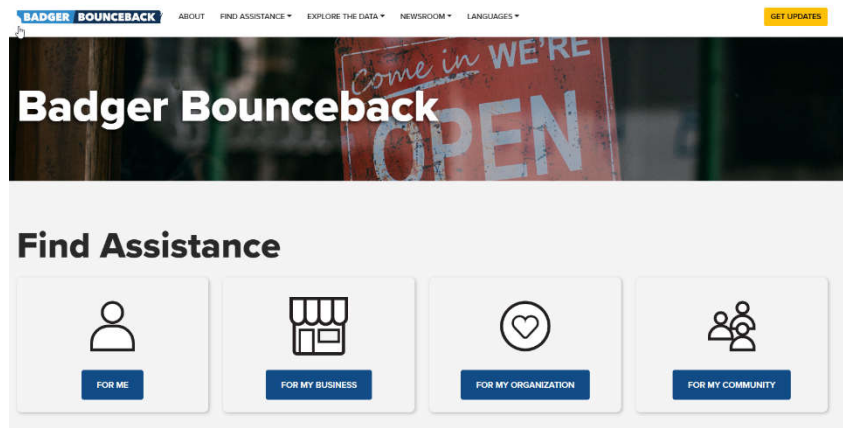 BADGER BOUNCEBACK
ABOUT FIND ASSISTANCE EXPLORE THE DATA NEWSROOM LANGUAGES GET UPDATES
Come in WE'RE
OPEN
Badger Bounceback
Find Assistance
FOR ME FOR MY BUSINESS FOR MY ORGANIZATION FOR MY COMMUNITY